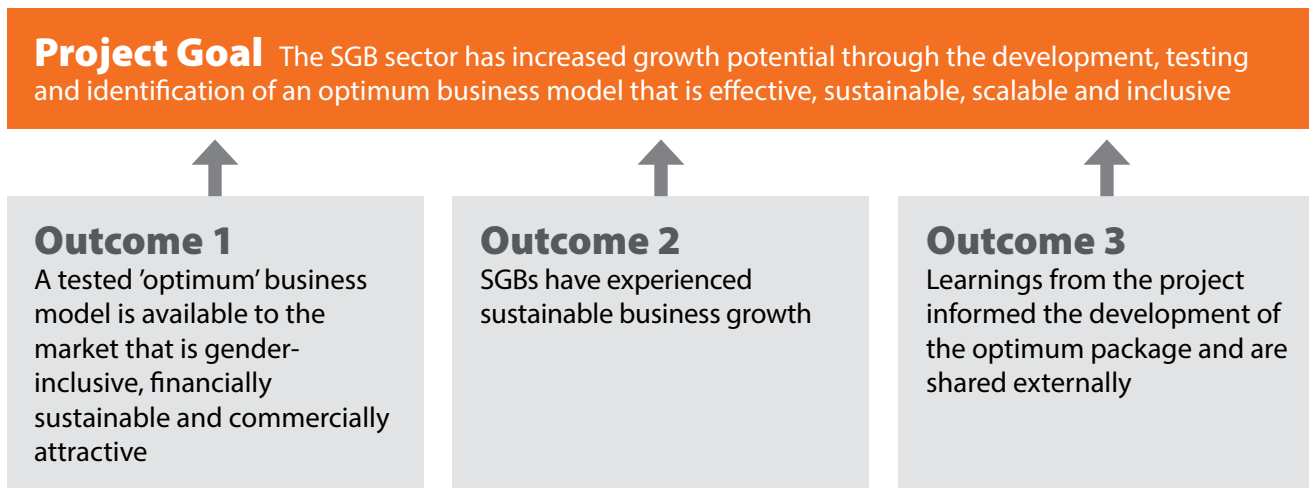 Project Goal The SGB sector has increased growth potential through the development, testing
and identification of an optimum business model that is effective, sustainable, scalable and inclusive
Outcome 1
A tested ’optimum’ business
model is available to the
market that is gender-
inclusive, financially
sustainable and commercially
attractive
Outcome 2
SGBs have experienced
sustainable business growth
Outcome 3
Learnings from the project
informed the development of
the optimum package and are
shared externally